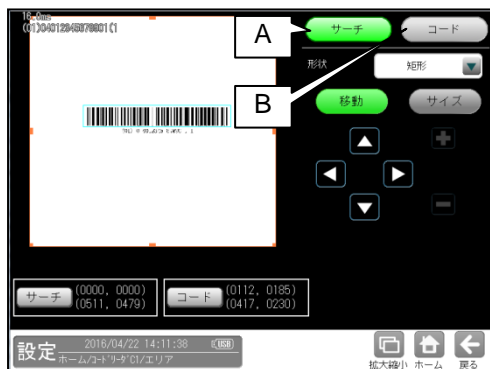 16.0ms
A
サーチ
コード
形状
矩形
B
移動
サイズ
サーチ
(0000, 0000)
(0511, 0479)
コード
(0112, 0185)
(0417, 0230)
設定
2016/04/22 14:11:38
USB
ホーム/コードリーダC1/エリア
拡大縮小
ホーム
戻る